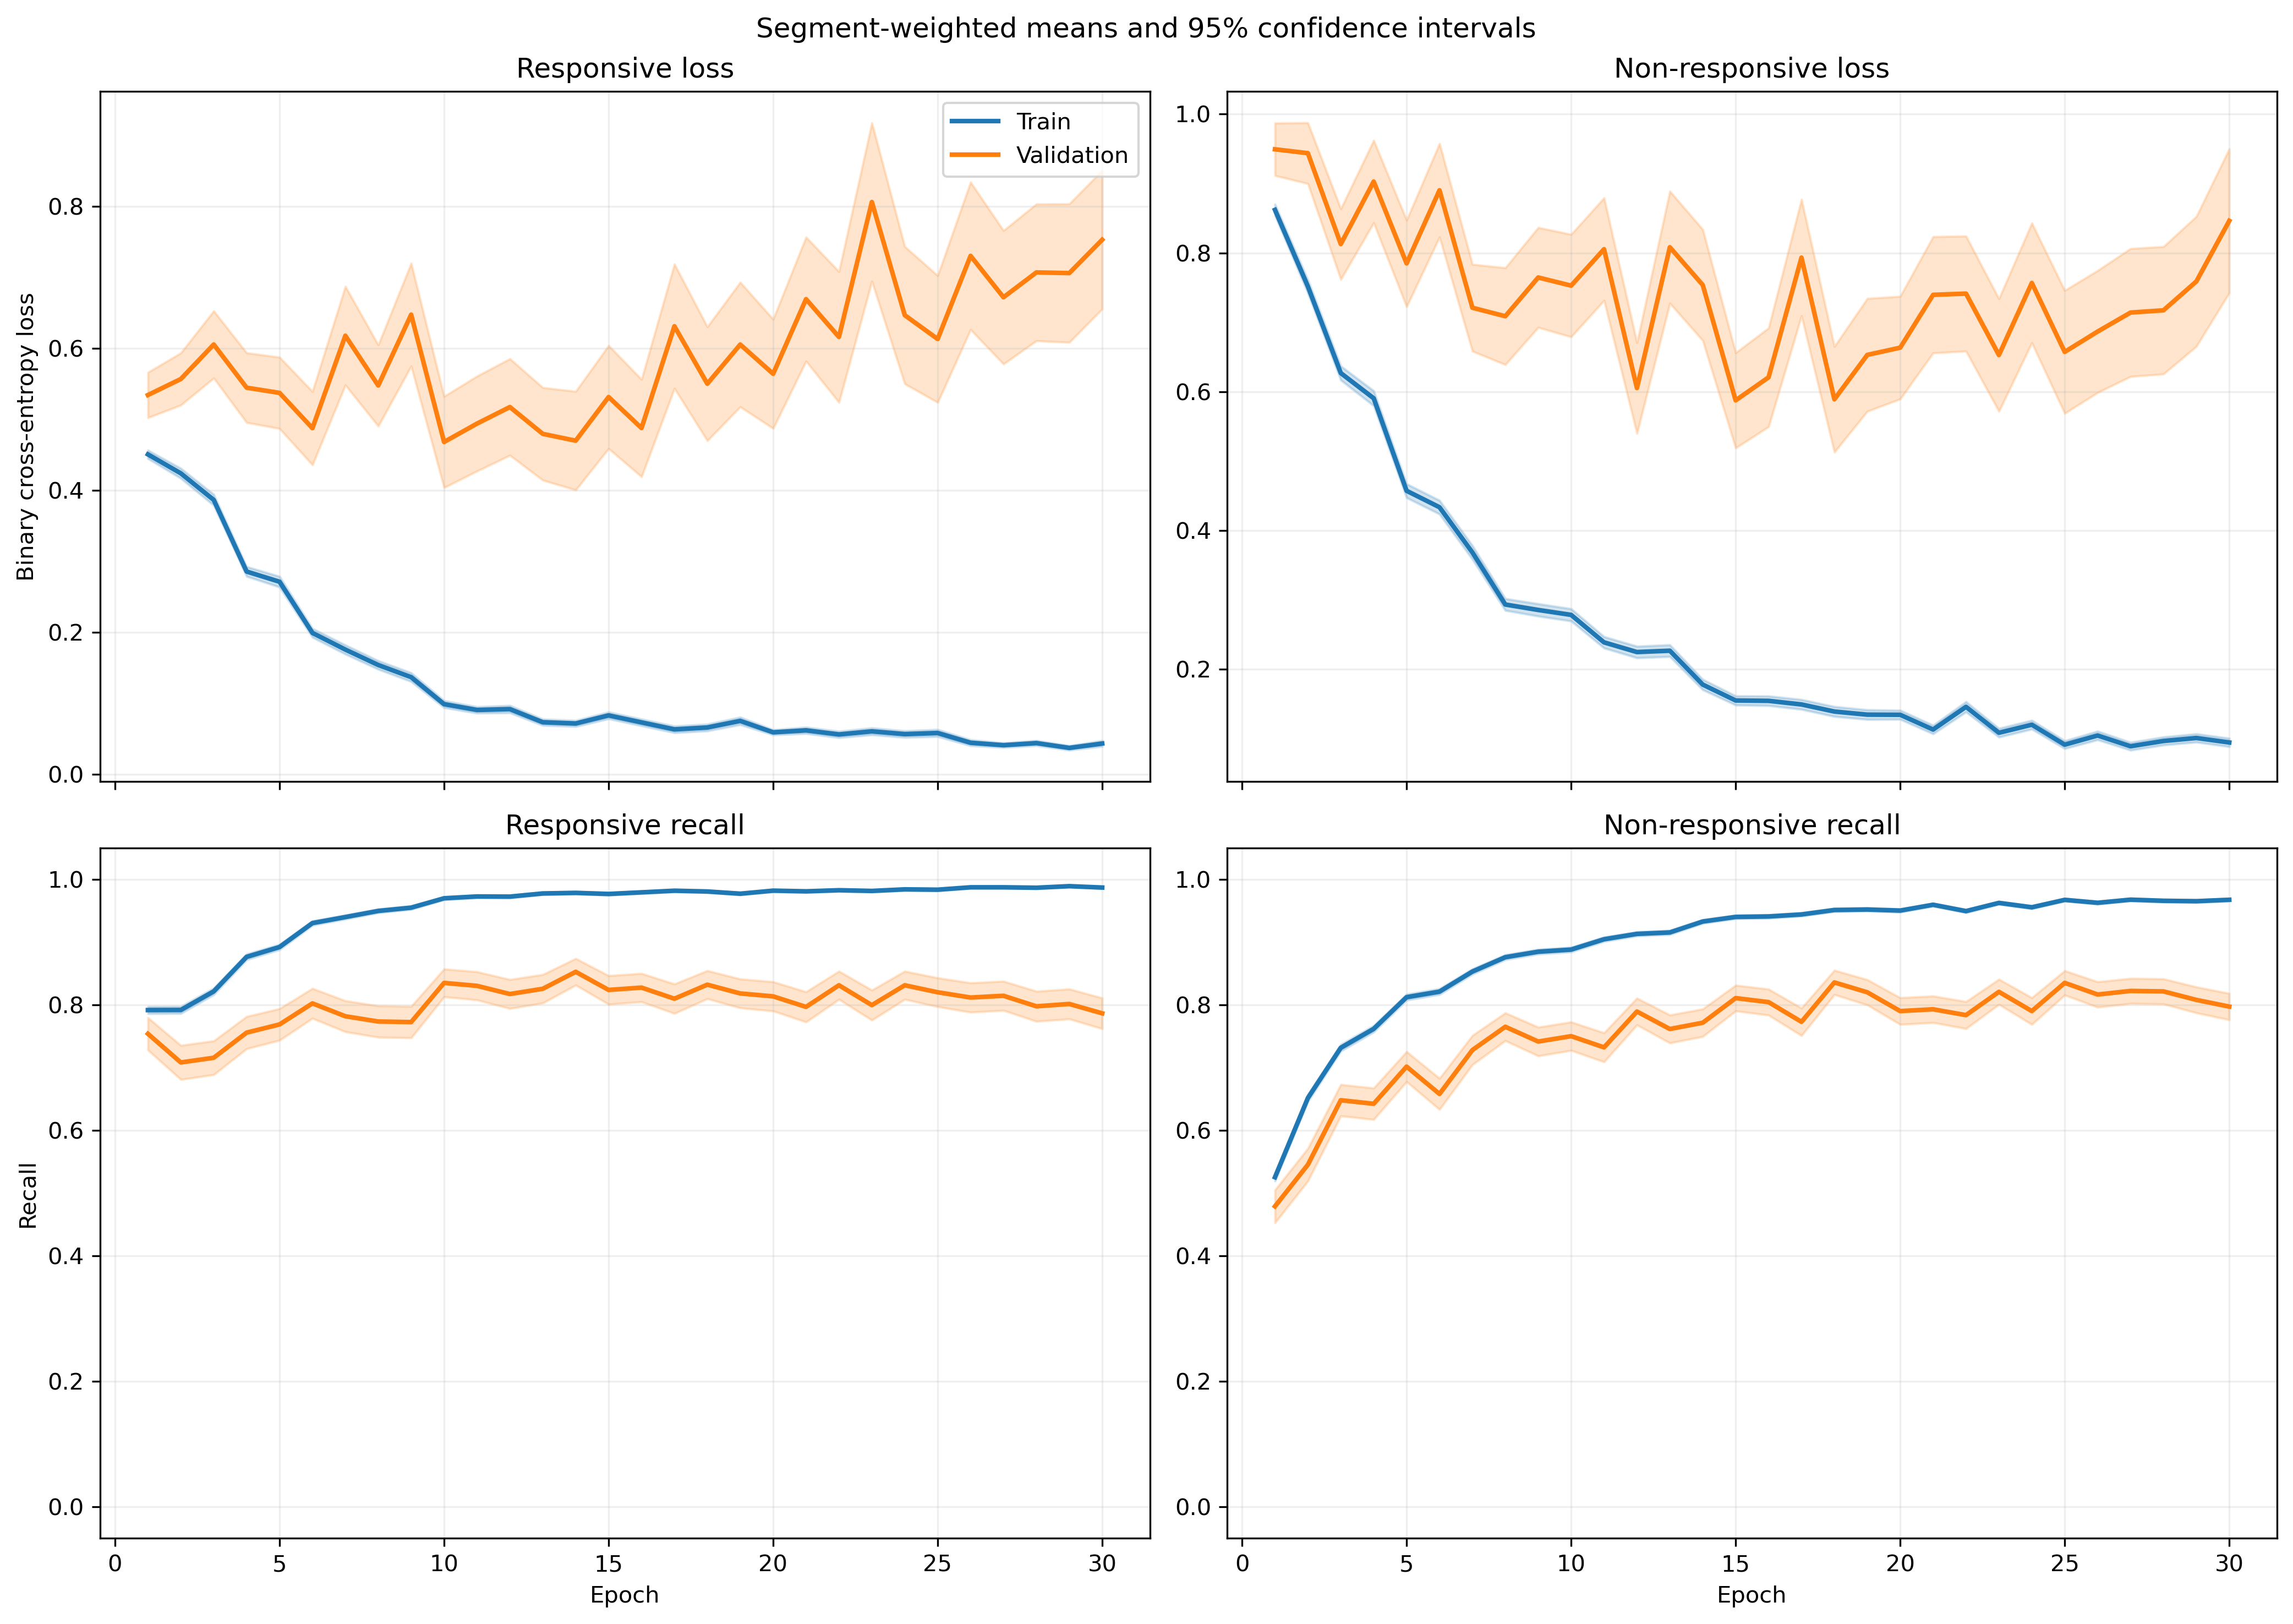 Segment-weighted means and 95% confidence intervals
Responsive loss
Train
Validation
Binary cross-entropy loss
0.8
0.6
0.4
0.2
0.0
Non-responsive loss
1.0
0.8
0.6
0.4
0.2
Responsive recall
Recall
1.0
0.8
0.6
0.4
0.2
0.0
0 5 10 15 20 25 30
Epoch
Non-responsive recall
1.0
0.8
0.6
0.4
0.2
0.0
0 5 10 15 20 25 30
Epoch